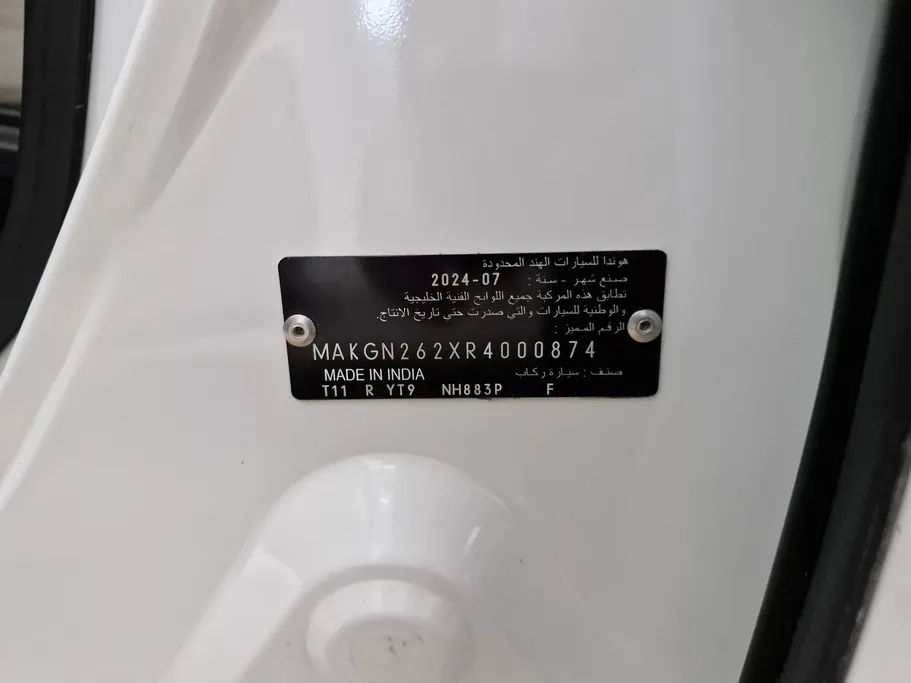 هوندا للسيارات الهند المحدودة
صنع شهر - سنة : 2024-07
تطابق هذه المركبة جميع اللوائح الفنية الخليجية
والوطنية للسيارات والتي صدرت حتى تاريخ الانتاج.
الرقم المميز :
MAKGN262XR4000874
MADE IN INDIA صنف : سيارة ركاب
T11 R YT9 NH883P F